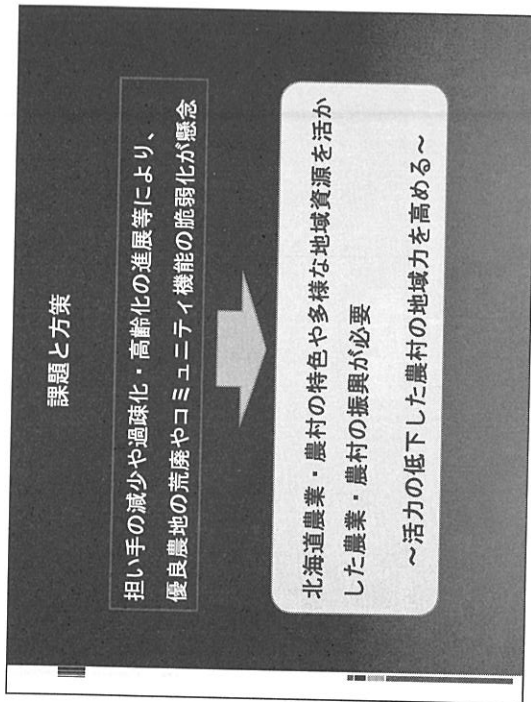 課題と方策
担い手の減少や過疎化・高齢化の進展等により、
優良農地の荒廃やコミュニティ機能の脆弱化が懸念
北海道農業・農村の特色や多様な地域資源を活か
した農業・農村の振興が必要
～活力の低下した農村の地域力を高める～